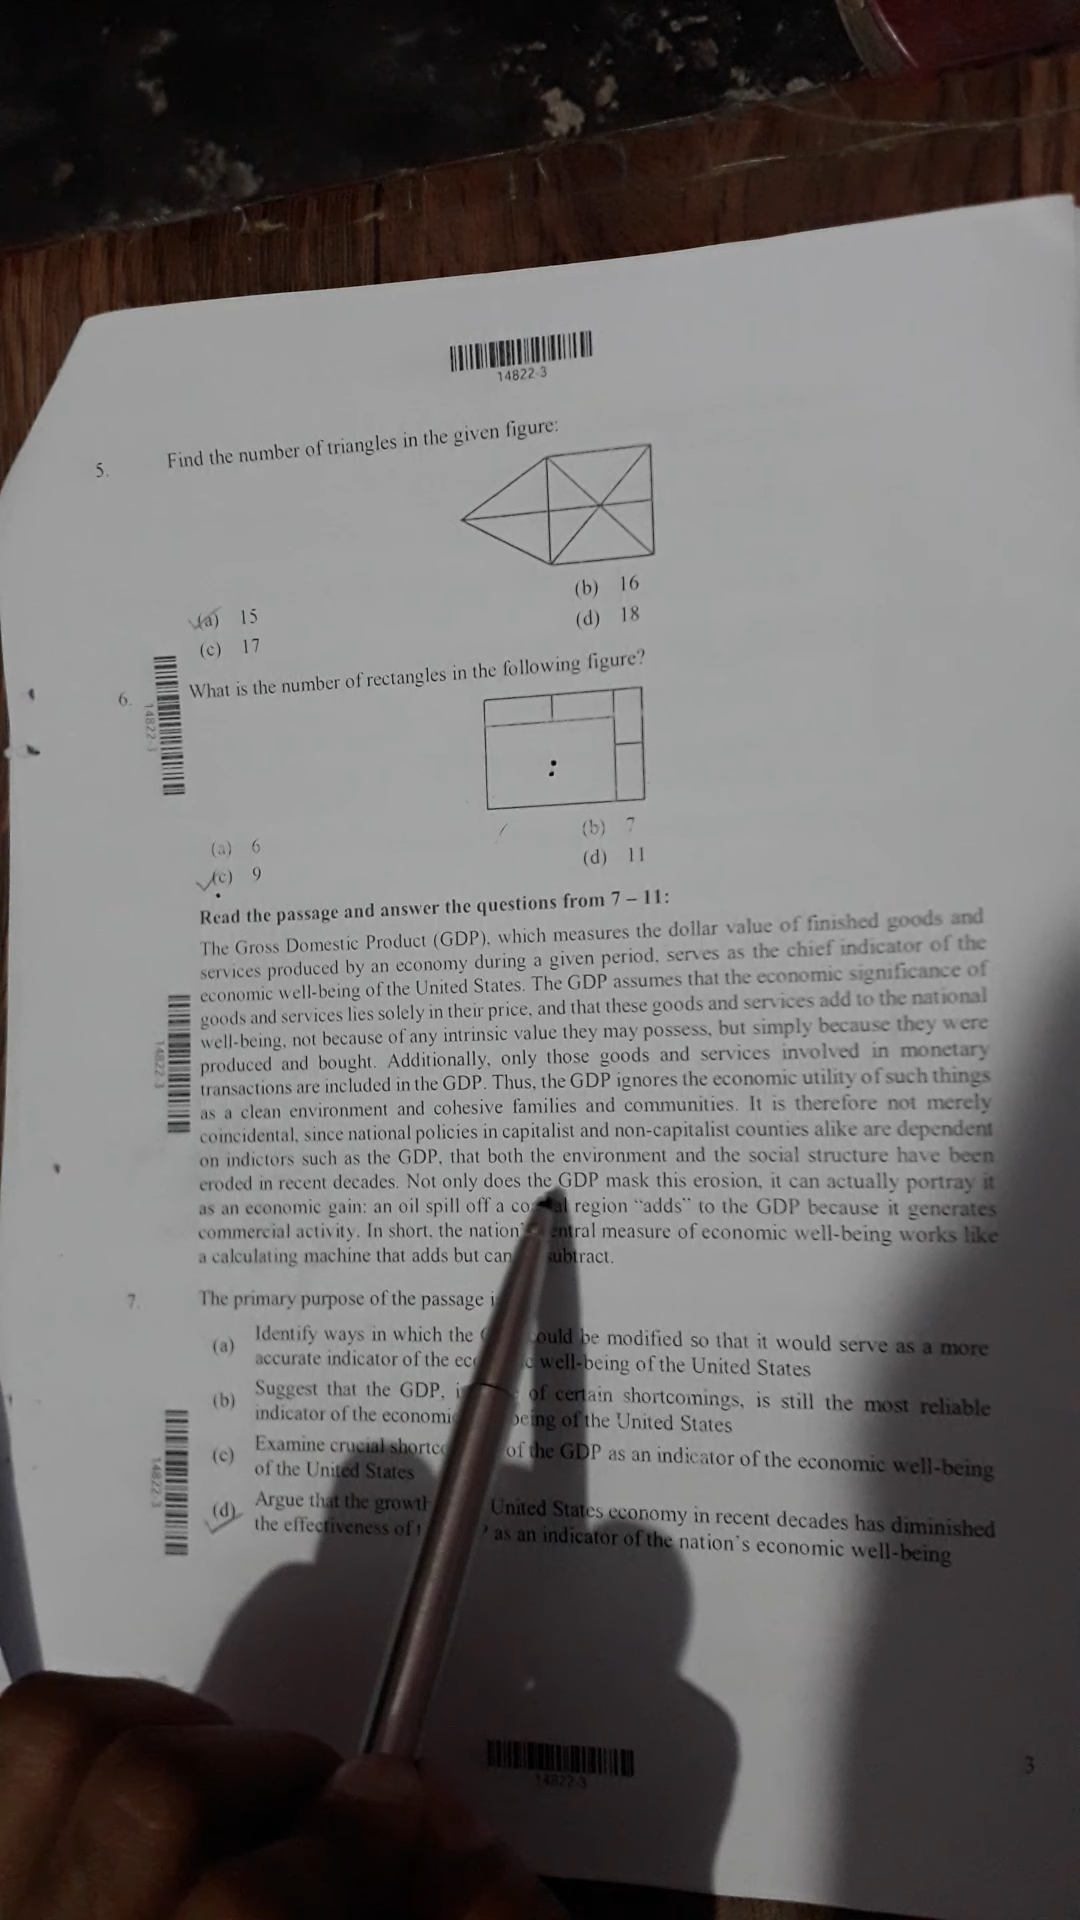 14822-3
5. Find the number of triangles in the given figure:
(a) 15
(b) 16
(c) 17
(d) 18
6. What is the number of rectangles in the following figure?
14822-3
(a) 6
(b) 7
(c) 9
(d) 11
Read the passage and answer the questions from 7 – 11:
The Gross Domestic Product (GDP), which measures the dollar value of finished goods and
services produced by an economy during a given period, serves as the chief indicator of the
economic well-being of the United States. The GDP assumes that the economic significance of
goods and services lies solely in their price, and that these goods and services add to the national
well-being, not because of any intrinsic value they may possess, but simply because they were
produced and bought. Additionally, only those goods and services involved in monetary
transactions are included in the GDP. Thus, the GDP ignores the economic utility of such things
as a clean environment and cohesive families and communities. It is therefore not merely
coincidental, since national policies in capitalist and non-capitalist counties alike are dependent
on indictors such as the GDP, that both the environment and the social structure have been
eroded in recent decades. Not only does the GDP mask this erosion, it can actually portray it
as an economic gain: an oil spill off a region “adds” to the GDP because it generates
commercial activity. In short, the measure of economic well-being works like
a calculating machine that adds but subtract.
14822-3
7. The primary purpose of the passage
(a) Identify ways in which the be modified so that it would serve as a more
accurate indicator of the well-being of the United States
(b) Suggest that the GDP, of certain shortcomings, is still the most reliable
indicator of the of the United States
(c) Examine crucial of the GDP as an indicator of the economic well-being
of the United States
(d) Argue that the United States economy in recent decades has diminished
the effectiveness of as an indicator of the nation's economic well-being
14822-3
14822-3
3